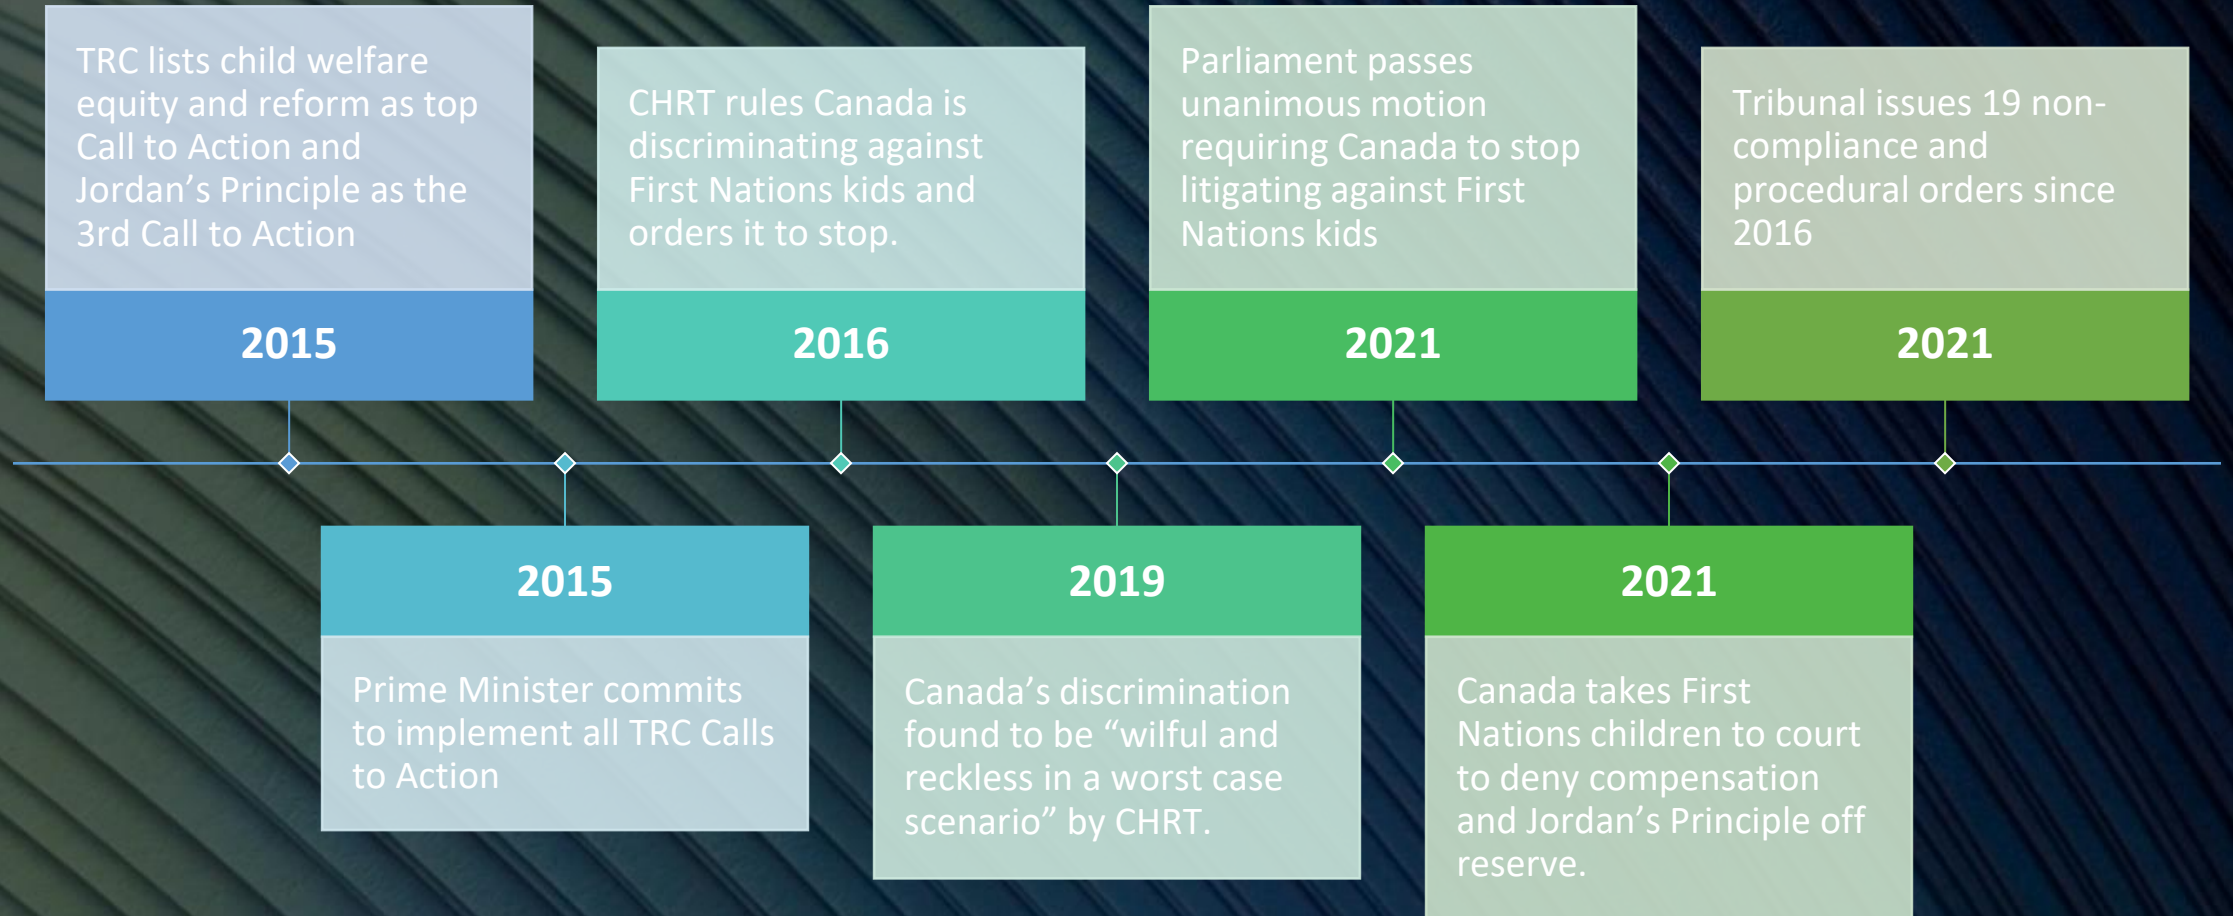 TRC lists child welfare
equity and reform as top
Call to Action and
Jordan’s Principle as the
3rd Call to Action
2015
2015
Prime Minister commits
to implement all TRC Calls
to Action
CHRT rules Canada is
discriminating against
First Nations kids and
orders it to stop.
2016
2019
Canada’s discrimination
found to be “wilful and
reckless in a worst case
scenario” by CHRT.
Parliament passes
unanimous motion
requiring Canada to stop
litigating against First
Nations kids
2021
2021
Canada takes First
Nations children to court
to deny compensation
and Jordan’s Principle off
reserve.
Tribunal issues 19 non-
compliance and
procedural orders since
2016
2021